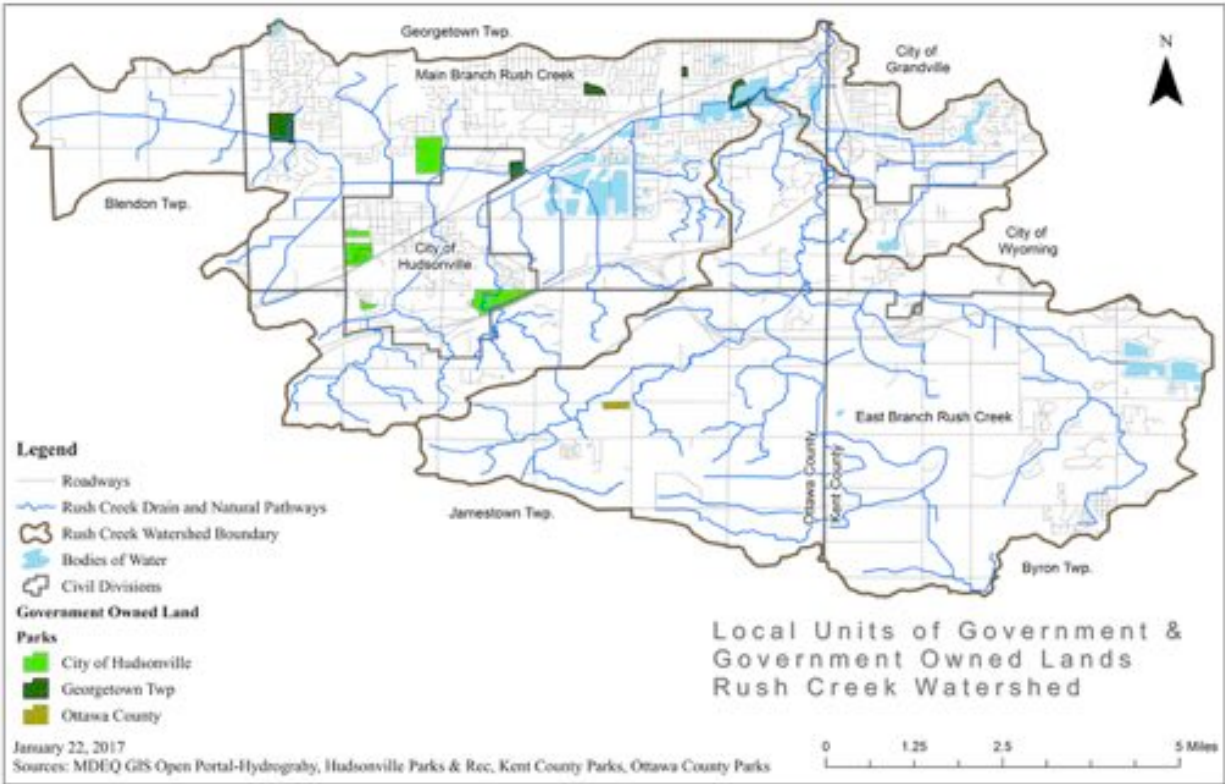 Georgetown Twp.
City of
Grandville
N
Main Branch Rush Creek
Blendon Twp.
City of
Hudsonville
City of
Wyoming
East Branch Rush Creek
Ottawa County
Kent County
Jamestown Twp.
Byron Twp.
Legend
Roadways
Rush Creek Drain and Natural Pathways
Rush Creek Watershed Boundary
Bodies of Water
Civil Divisions
Government Owned Land
Parks
City of Hudsonville
Georgetown Twp
Ottawa County
Local Units of Government &
Government Owned Lands
Rush Creek Watershed
January 22, 2017
Sources: MDEQ GIS Open Portal-Hydrograhy, Hudsonville Parks & Rec, Kent County Parks, Ottawa County Parks
0 1.25 2.5 5 Miles